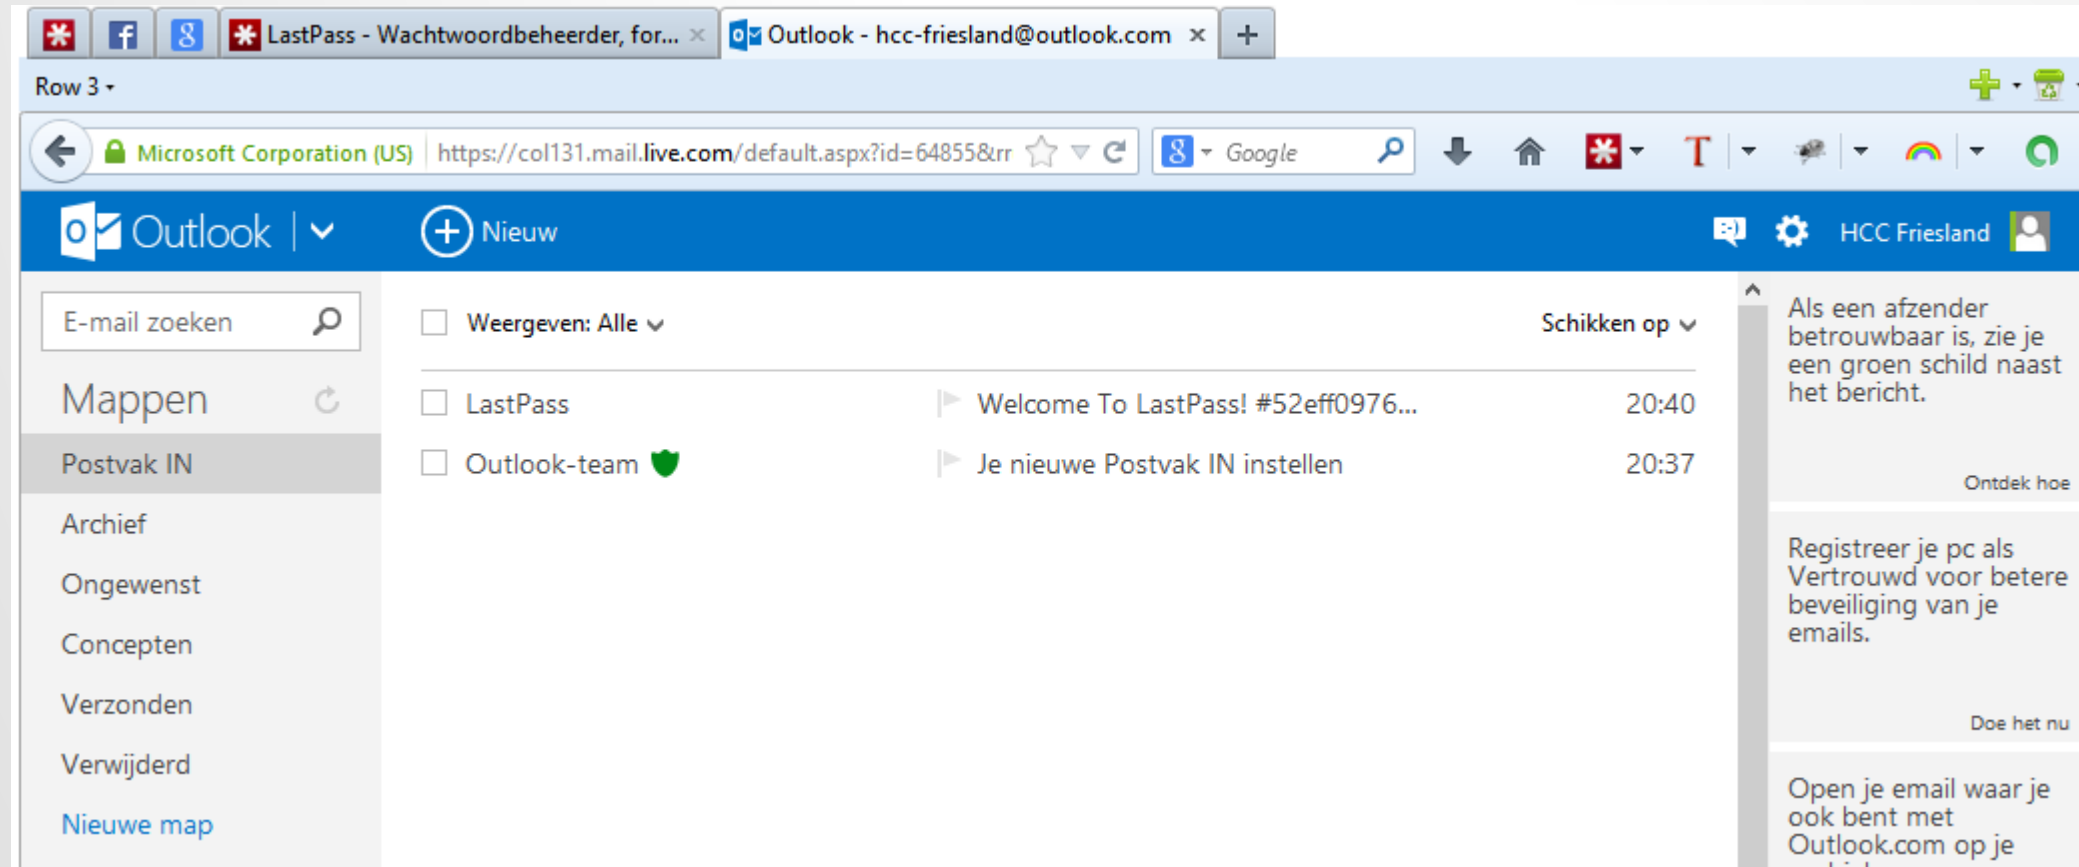 LastPass - Wachtwoordbeheerder, for...
Outlook - hcc-friesland@outlook.com
Row 3
Microsoft Corporation (US) https://col131.mail.live.com/default.aspx?id=64855&rr
8 Google
T
Outlook
Nieuw
HCC Friesland
E-mail zoeken
Mappen
Postvak IN
Archief
Ongewenst
Concepten
Verzonden
Verwijderd
Nieuwe map
Weergeven: Alle
Schikken op
LastPass Welcome To LastPass! #52eff0976... 20:40
Outlook-team Je nieuwe Postvak IN instellen 20:37
Als een afzender
betrouwbaar is, zie je
een groen schild naast
het bericht.
Ontdek hoe
Registreer je pc als
Vertrouwd voor betere
beveiliging van je
emails.
Doe het nu
Open je email waar je
ook bent met
Outlook.com op je